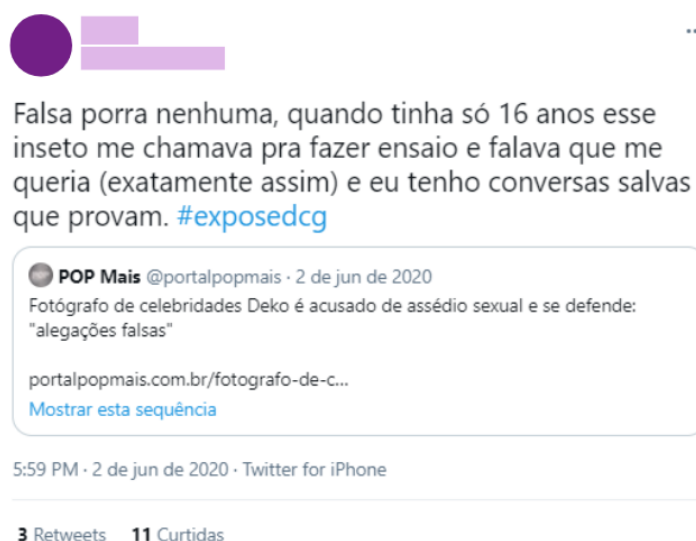 Falsa porra nenhuma, quando tinha só 16 anos esse
inseto me chamava pra fazer ensaio e falava que me
queria (exatamente assim) e eu tenho conversas salvas
que provam. #exposedcg
POP Mais @portalpopmais · 2 de jun de 2020
Fotógrafo de celebridades Deko é acusado de assédio sexual e se defende:
"alegações falsas"
portalpopmais.com.br/fotografo-de-c...
Mostrar esta sequência
5:59 PM · 2 de jun de 2020 · Twitter for iPhone
3 Retweets 11 Curtidas